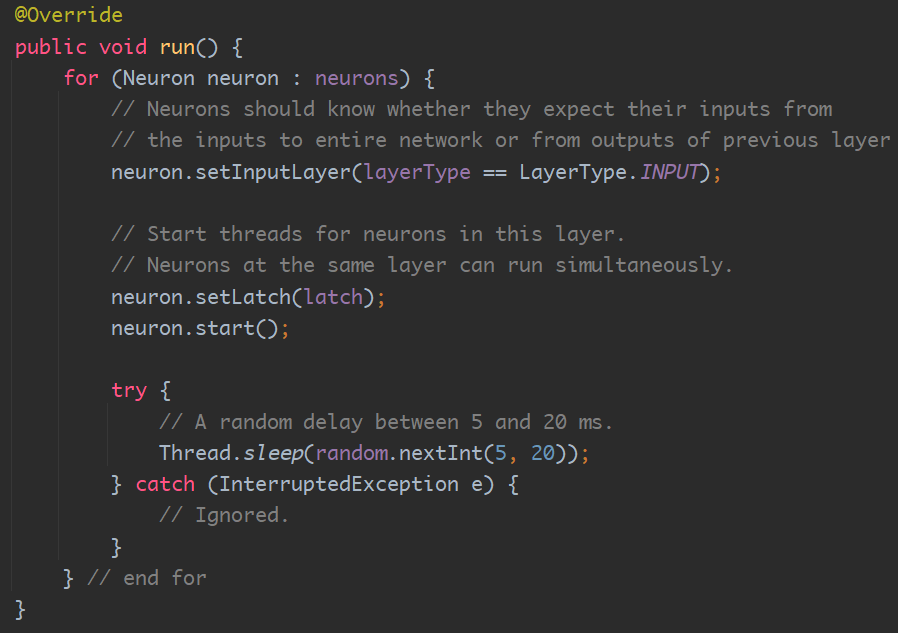 @Override
public void run() {
for (Neuron neuron : neurons) {
// Neurons should know whether they expect their inputs from
// the inputs to entire network or from outputs of previous layer
neuron.setInputLayer(layerType == LayerType.INPUT);
// Start threads for neurons in this layer.
// Neurons at the same layer can run simultaneously.
neuron.setLatch(latch);
neuron.start();
try {
// A random delay between 5 and 20 ms.
Thread.sleep(random.nextInt(5, 20));
} catch (InterruptedException e) {
// Ignored.
}
} // end for
}